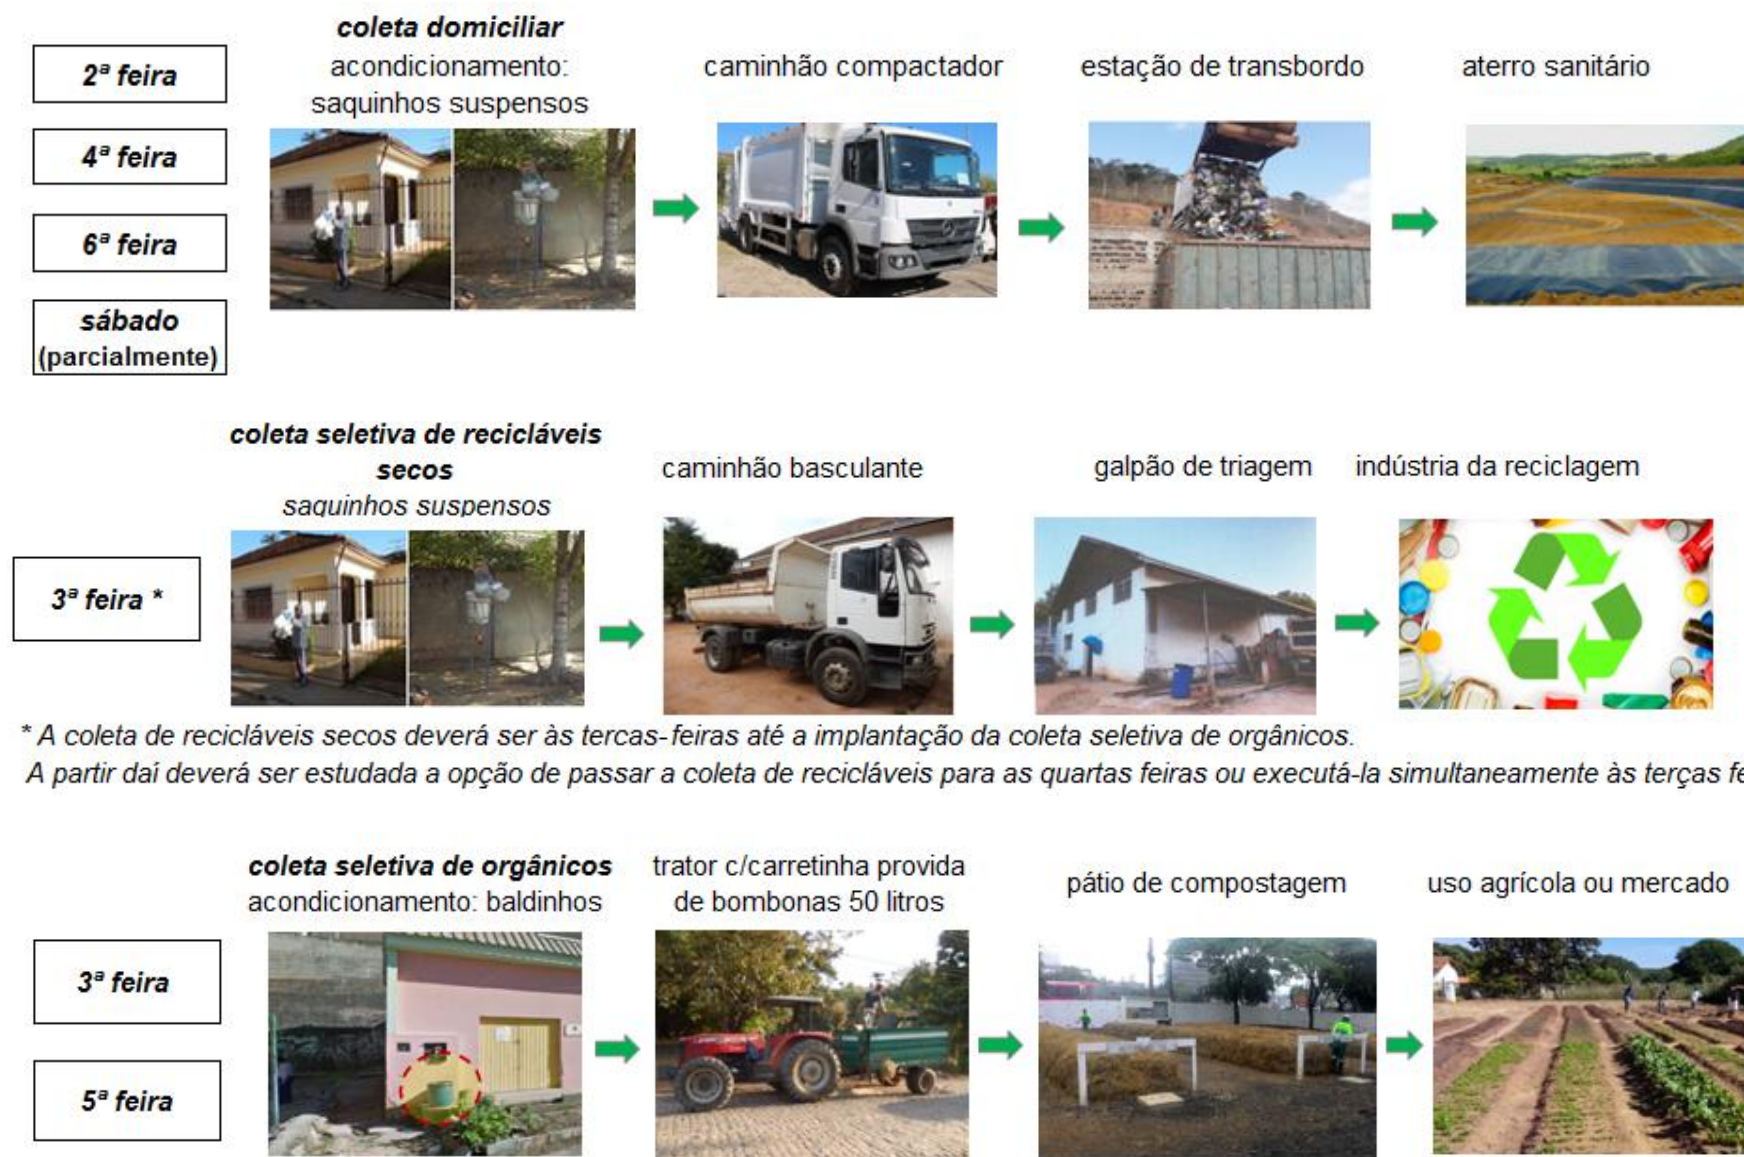 2ª feira
4ª feira
6ª feira
sábado
(parcialmente)
coleta domiciliar
acondicionamento:
saquinhos suspensos
caminhão compactador
estação de transbordo
aterro sanitário
coleta seletiva de recicláveis
secos
saquinhos suspensos
caminhão basculante
galpão de triagem
indústria da reciclagem
3ª feira *
* A coleta de recicláveis secos deverá ser às tercas-feiras até a implantação da coleta seletiva de orgânicos.
A partir daí deverá ser estudada a opção de passar a coleta de recicláveis para as quartas feiras ou executá-la simultaneamente às terças fe
coleta seletiva de orgânicos
acondicionamento: baldinhos
trator c/carretinha provida
de bombonas 50 litros
pátio de compostagem
uso agrícola ou mercado
3ª feira
5ª feira